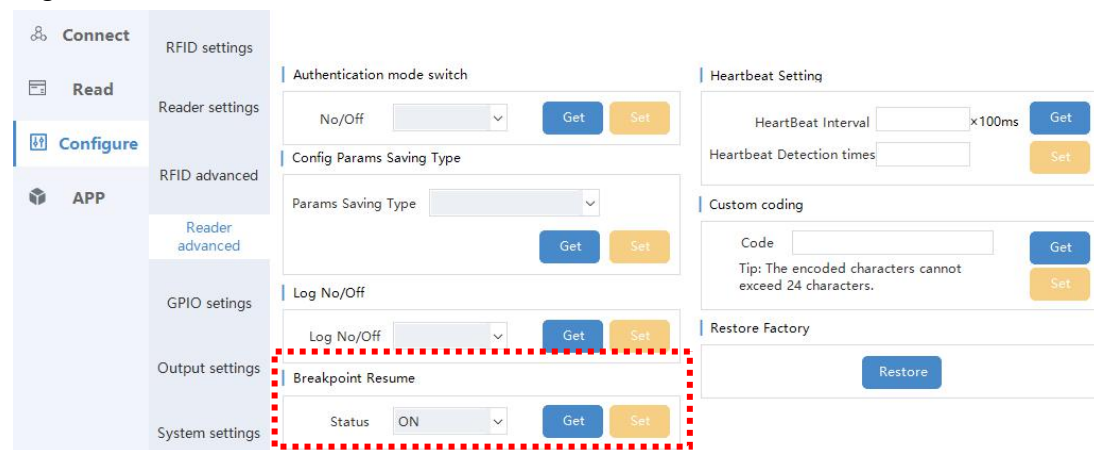 Connect
Read
Configure
APP
RFID settings
Reader settings
RFID advanced
Reader
advanced
GPIO setings
Output settings
System settings
Authentication mode switch
No/Off
Get
Set
Config Params Saving Type
Params Saving Type
Get
Set
Log No/Off
Log No/Off
Get
Set
Breakpoint Resume
Status
ON
Get
Set
Heartbeat Setting
HeartBeat Interval
×100ms
Get
Heartbeat Detection times
Set
Custom coding
Code
Get
Tip: The encoded characters cannot
exceed 24 characters.
Set
Restore Factory
Restore